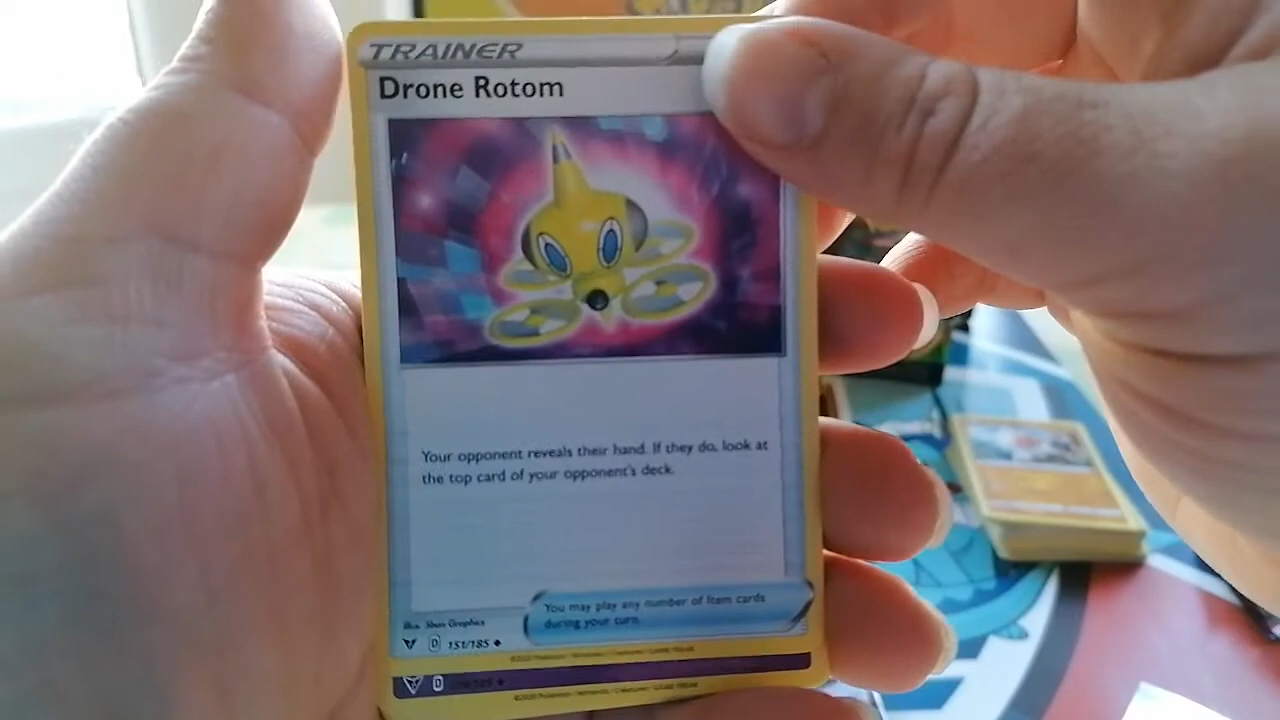 TRAINER
Drone Rotom
Your opponent reveals their hand. If they do, look at
the top card of your opponent's deck.
You may play any number of Item cards
during your turn.
Illus. 5ban Graphics
D 151/185
D